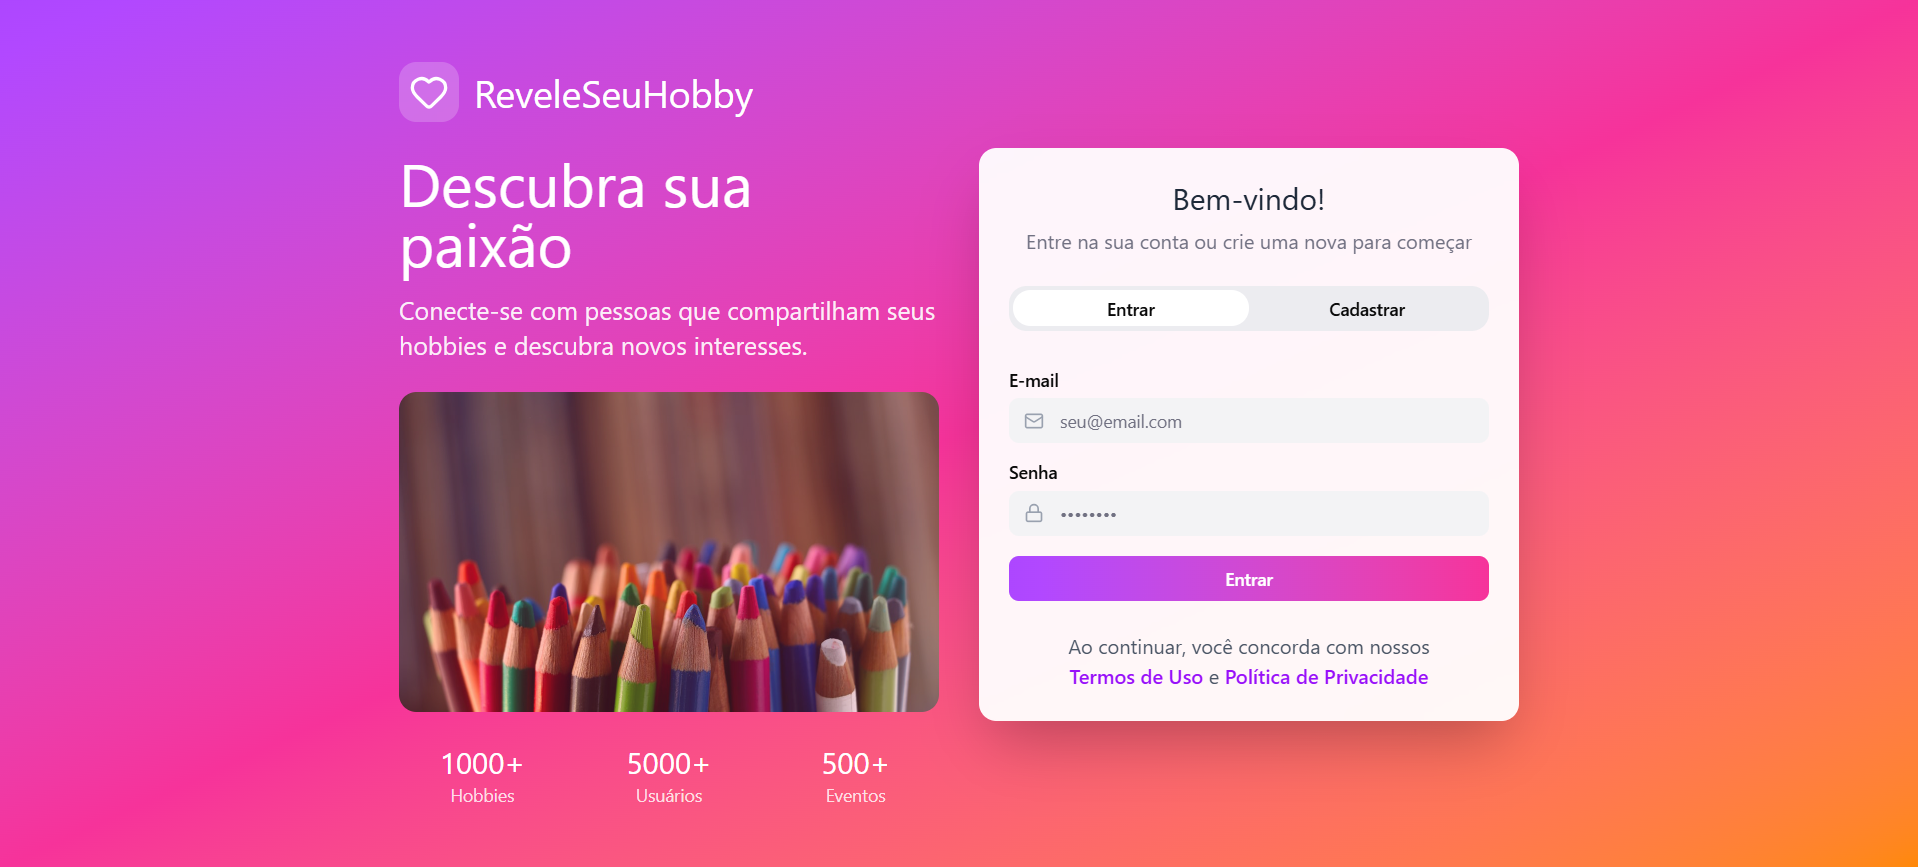 ReveleSeuHobby
Descubra sua
paixão
Conecte-se com pessoas que compartilham seus
hobbies e descubra novos interesses.
1000+
Hobbies
5000+
Usuários
500+
Eventos
Bem-vindo!
Entre na sua conta ou crie uma nova para começar
Entrar
Cadastrar
E-mail
seu@email.com
Senha
••••••••
Entrar
Ao continuar, você concorda com nossos
Termos de Uso e Política de Privacidade